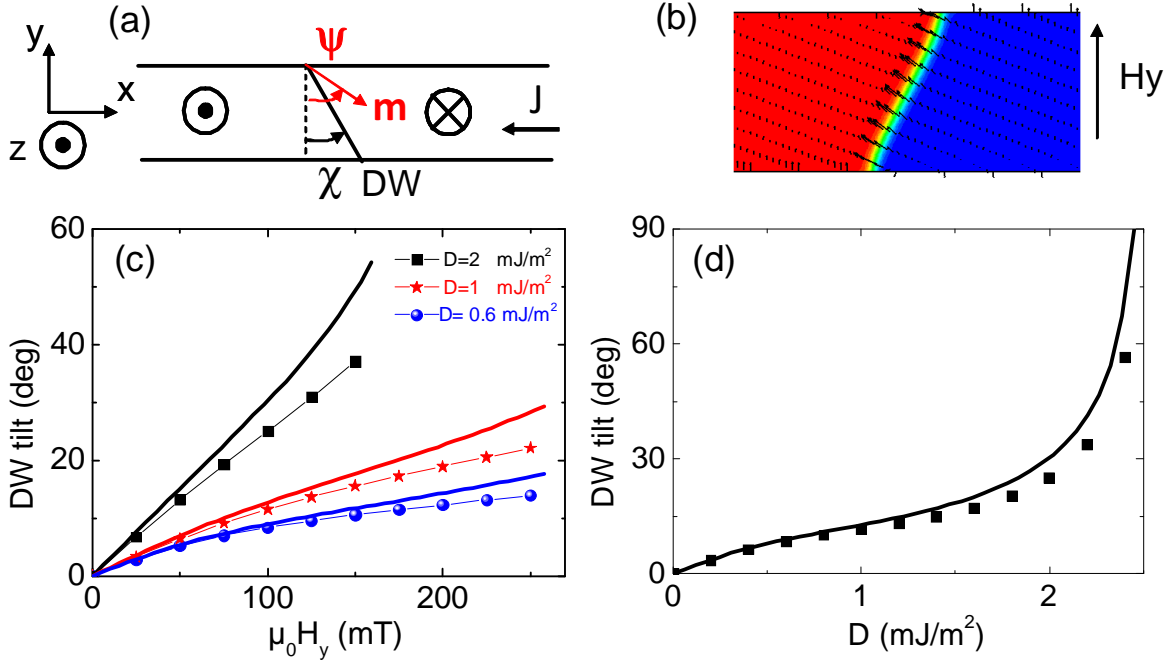 (a)
y
x
z
ψ
m
J
χ
DW
(b)
Hy
(c)
60
40
20
0
DW tilt (deg)
D=2 mJ/m²
D=1 mJ/m²
D= 0.6 mJ/m²
0 100 200
μ₀H_y (mT)
(d)
90
60
30
0
DW tilt (deg)
0 1 2
D (mJ/m²)